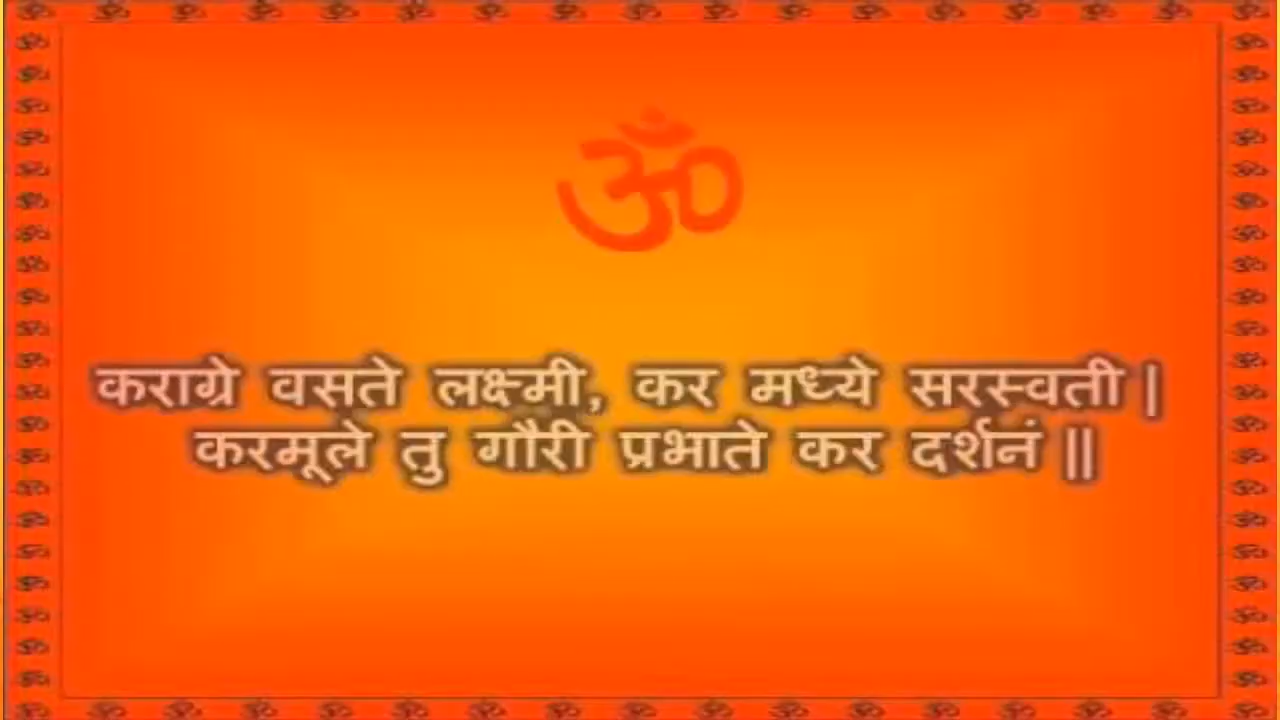 ॐ
कराग्रे वसते लक्ष्मी, कर मध्ये सरस्वती |
करमूले तु गौरी प्रभाते कर दर्शनं ||